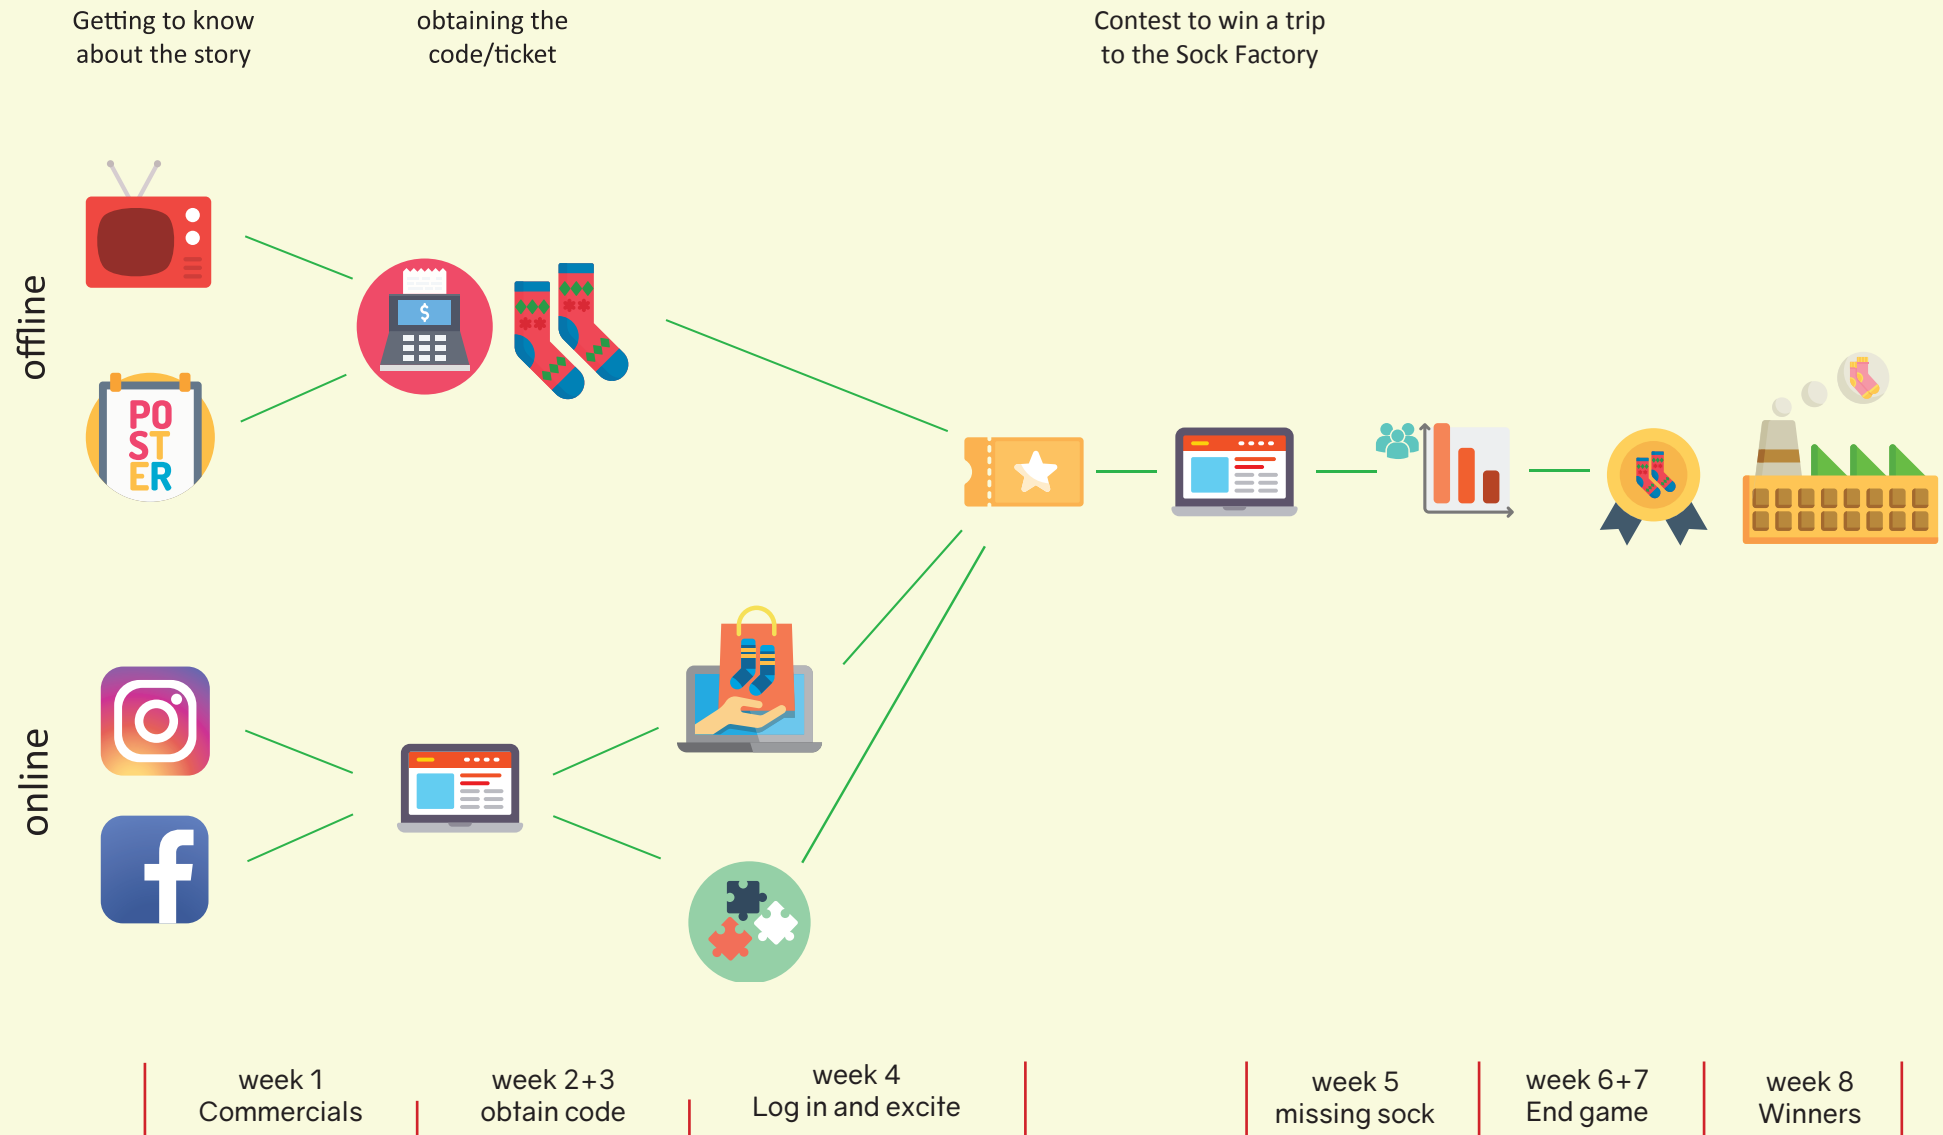 Getting to know
about the story
obtaining the
code/ticket
Contest to win a trip
to the Sock Factory
offline
$
PO
ST
ER
online
f
week 1
Commercials
week 2+3
obtain code
week 4
Log in and excite
week 5
missing sock
week 6+7
End game
week 8
Winners